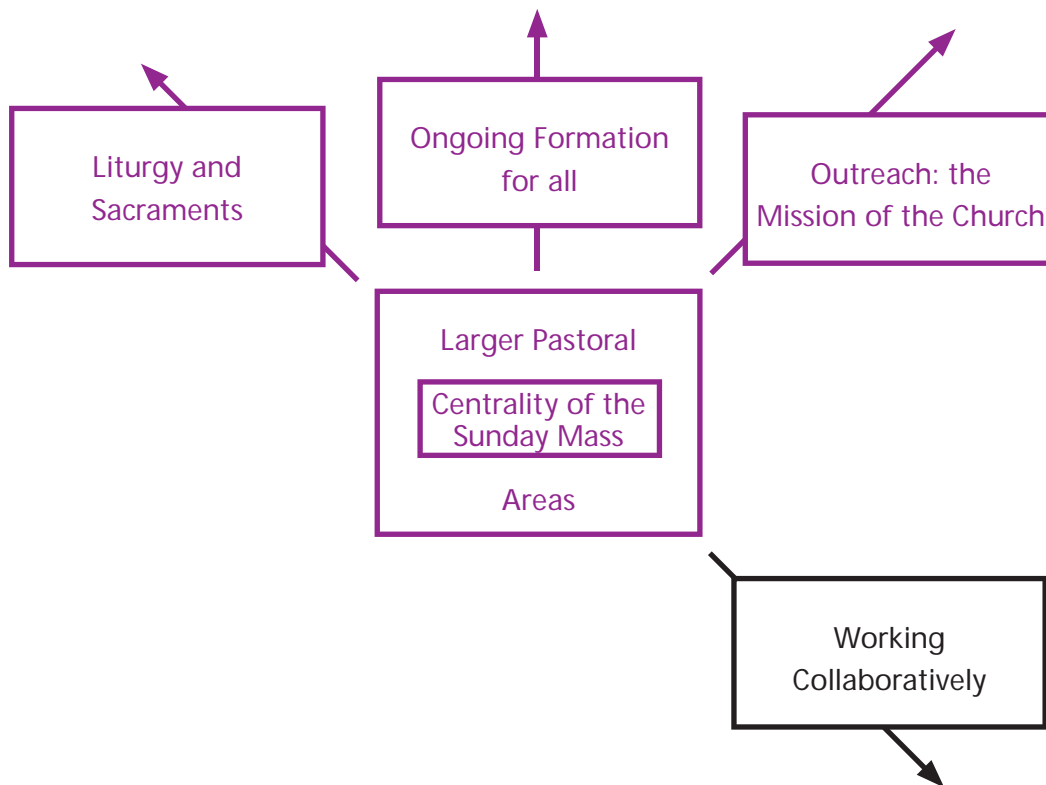 Liturgy and
Sacraments
Ongoing Formation
for all
Outreach: the
Mission of the Church
Larger Pastoral
Centrality of the
Sunday Mass
Areas
Working
Collaboratively